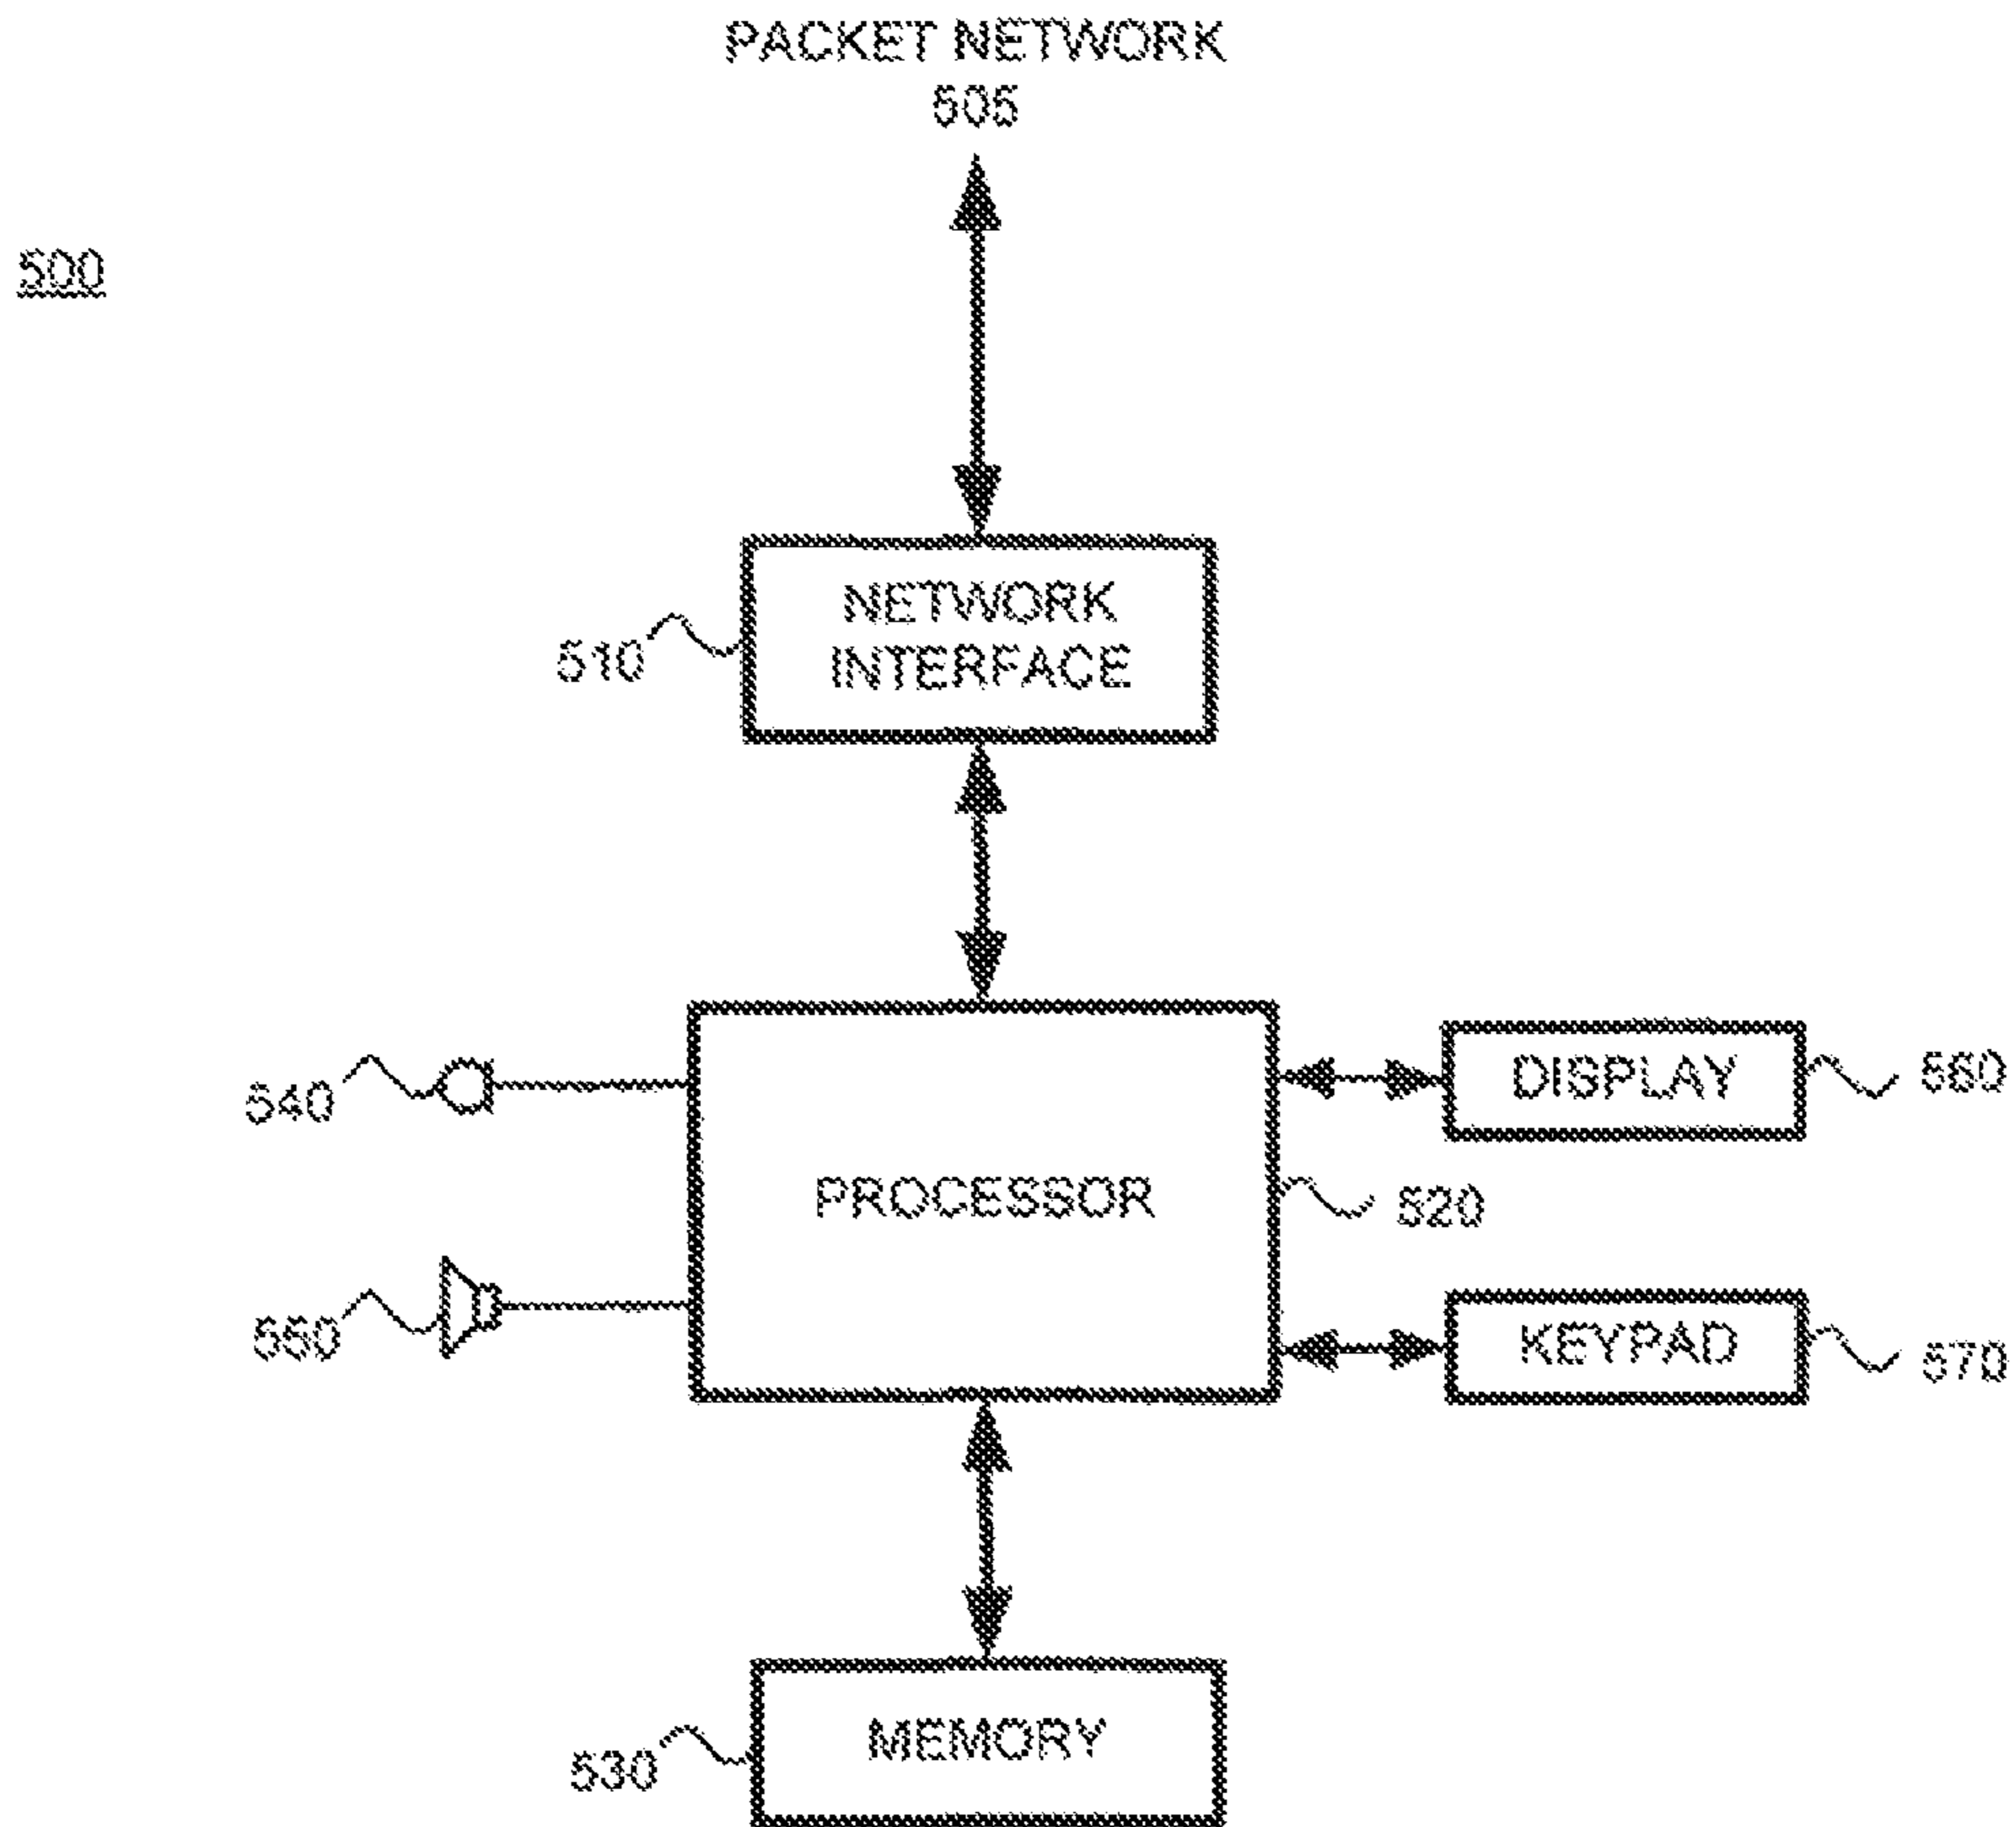 PACKET NETWORK
505
500
NETWORK
INTERFACE
510
540
DISPLAY
560
PROCESSOR
520
550
KEYPAD
570
MEMORY
530